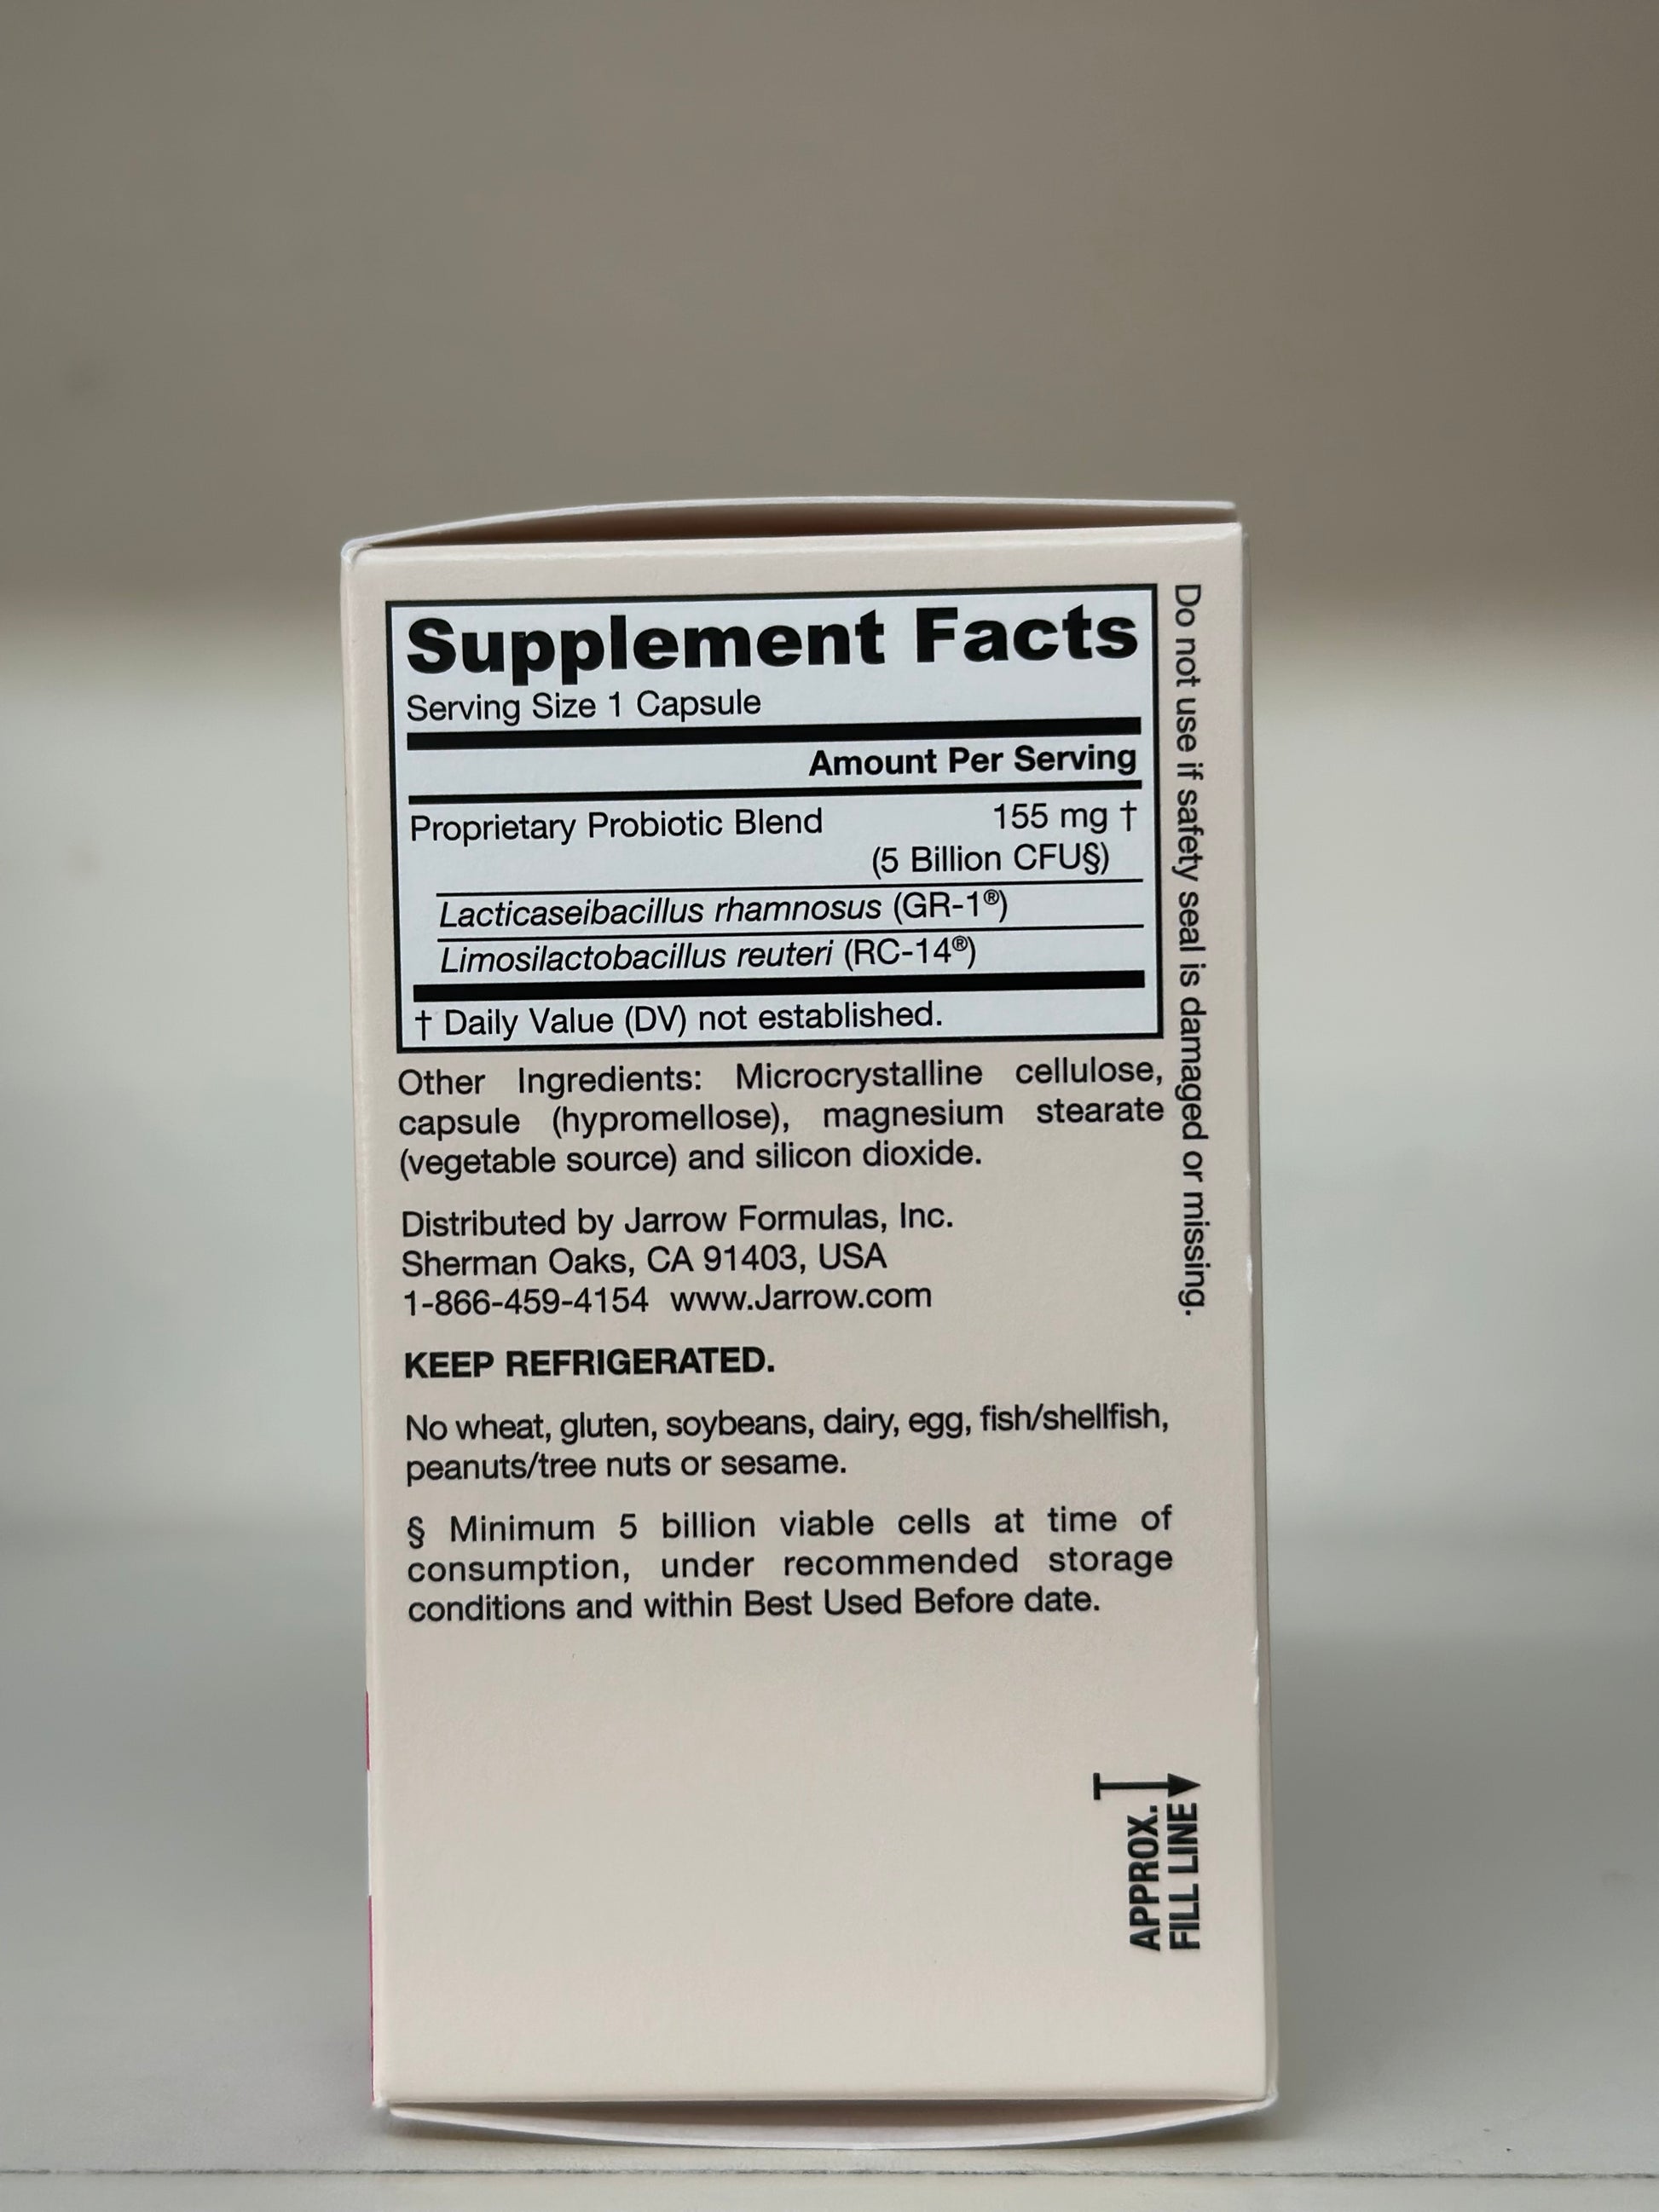 Supplement Facts
Serving Size 1 Capsule
Amount Per Serving
Proprietary Probiotic Blend 155 mg †
(5 Billion CFU§)
Lacticaseibacillus rhamnosus (GR-1®)
Limosilactobacillus reuteri (RC-14®)
† Daily Value (DV) not established.
Other Ingredients: Microcrystalline cellulose,
capsule (hypromellose), magnesium stearate
(vegetable source) and silicon dioxide.
Distributed by Jarrow Formulas, Inc.
Sherman Oaks, CA 91403, USA
1-866-459-4154 www.Jarrow.com
KEEP REFRIGERATED.
No wheat, gluten, soybeans, dairy, egg, fish/shellfish,
peanuts/tree nuts or sesame.
§ Minimum 5 billion viable cells at time of
consumption, under recommended storage
conditions and within Best Used Before date.
Do not use if safety seal is damaged or missing.
APPROX.
FILL LINE